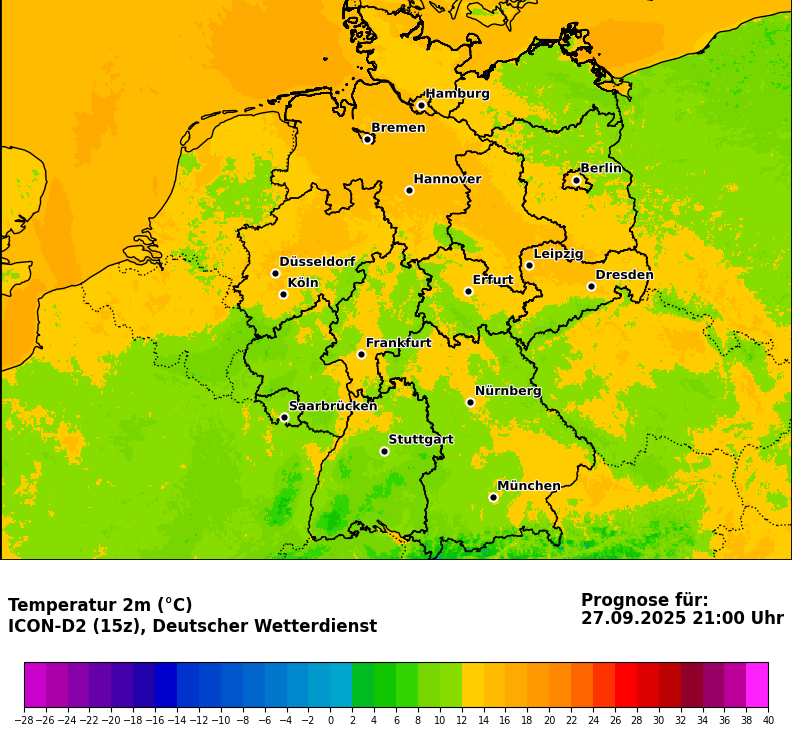 Hamburg
Bremen
Berlin
Hannover
Leipzig
Düsseldorf
Dresden
Köln
Erfurt
Frankfurt
Nürnberg
Saarbrücken
Stuttgart
München
Temperatur 2m (°C)
ICON-D2 (15z), Deutscher Wetterdienst
Prognose für:
27.09.2025 21:00 Uhr
−28 −26 −24 −22 −20 −18 −16 −14 −12 −10 −8 −6 −4 −2 0 2 4 6 8 10 12 14 16 18 20 22 24 26 28 30 32 34 36 38 40